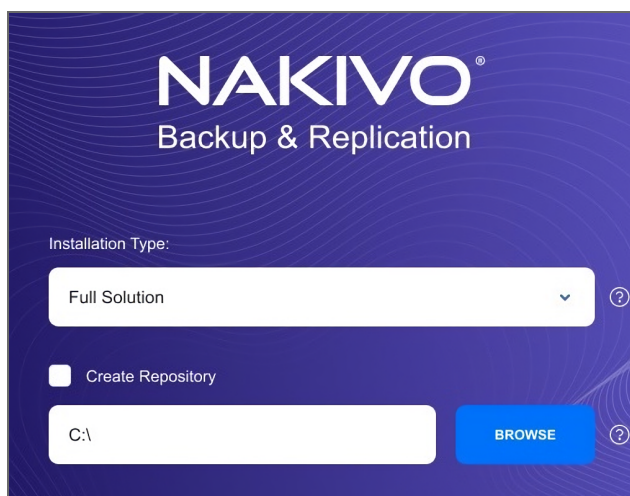 NAKIVO®
Backup & Replication
Installation Type:
Full Solution
?
Create Repository
C:\
BROWSE
?